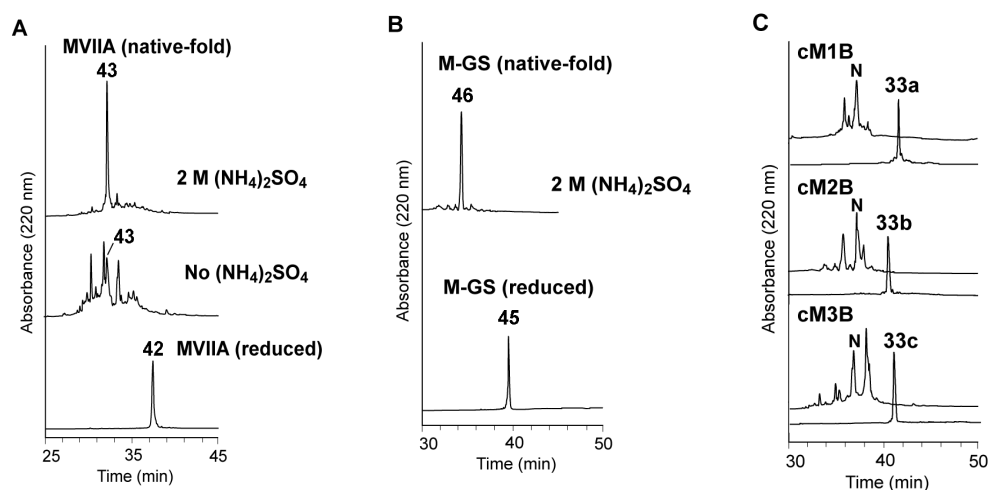 A
MVIIA (native-fold)
43
2 M (NH₄)₂SO₄
43
No (NH₄)₂SO₄
42 MVIIA (reduced)
Absorbance (220 nm)
25 35 45
Time (min)
B
M-GS (native-fold)
46
2 M (NH₄)₂SO₄
M-GS (reduced)
45
Absorbance (220 nm)
30 40 50
Time (min)
C
cM1B
N
33a
cM2B
N
33b
cM3B
N
33c
Absorbance (220 nm)
30 40 50
Time (min)